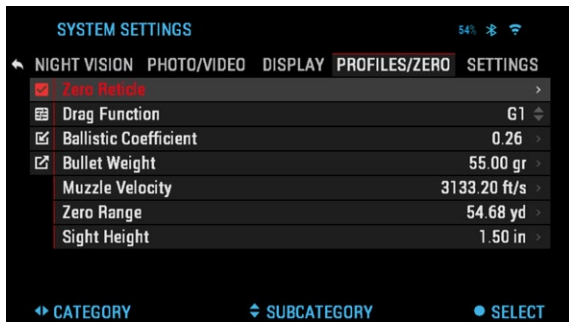 SYSTEM SETTINGS 54%
NIGHT VISION PHOTO/VIDEO DISPLAY PROFILES/ZERO SETTINGS
Zero Reticle
Drag Function G1
Ballistic Coefficient 0.26
Bullet Weight 55.00 gr
Muzzle Velocity 3133.20 ft/s
Zero Range 54.68 yd
Sight Height 1.50 in
CATEGORY SUBCATEGORY SELECT